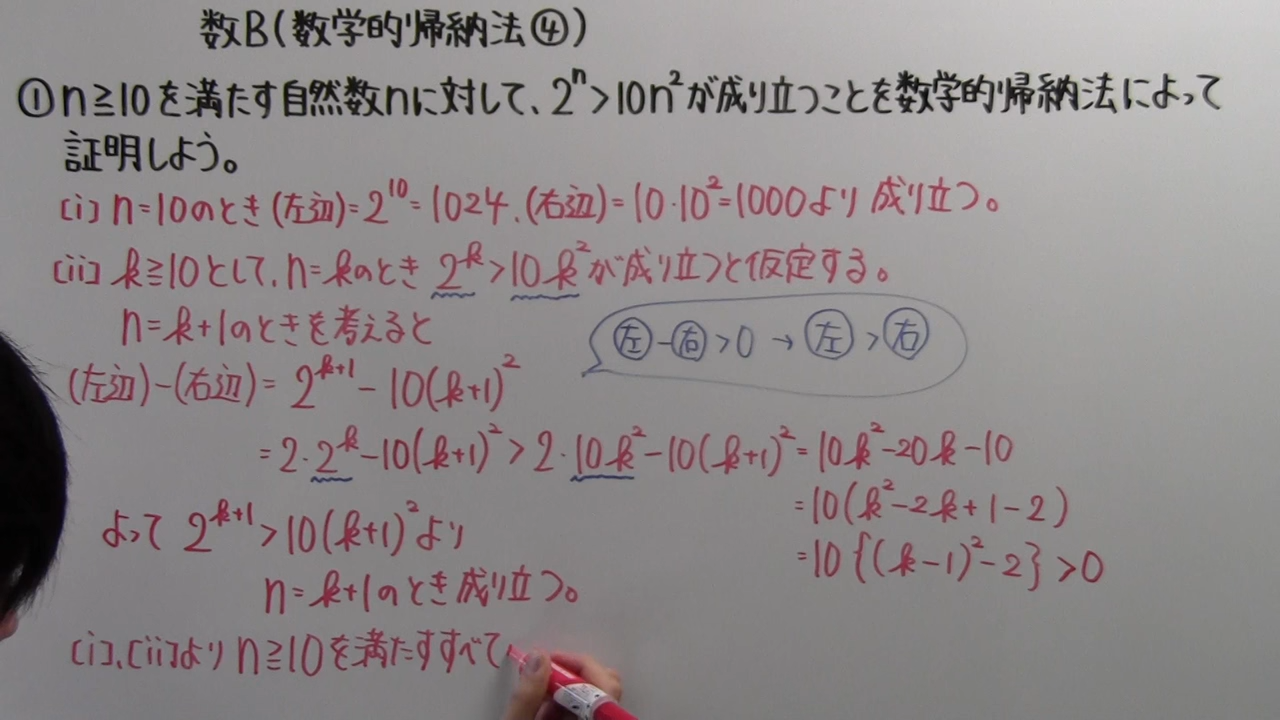 数B(数学的帰納法④)
①n≧10を満たす自然数nに対して、2ⁿ>10n²が成り立つことを数学的帰納法によって
証明しよう。
[i] n=10のとき(左辺)=2¹⁰=1024、(右辺)=10·10²=1000より 成り立つ。
[ii] k≧10として、n=kのとき 2ᵏ>10k²が成り立つと仮定する。
n=k+1のときを考えると
㊧-㊨>0 → ㊧>㊨
(左辺)-(右辺)= 2ᵏ⁺¹-10(k+1)²
=2·2ᵏ-10(k+1)²>2·10k²-10(k+1)²=10k²-20k-10
=10(k²-2k+1-2)
=10{(k-1)²-2}>0
よって 2ᵏ⁺¹>10(k+1)²より
n=k+1のとき成り立つ。
[i]、[ii]より n≧10を満たすすべて